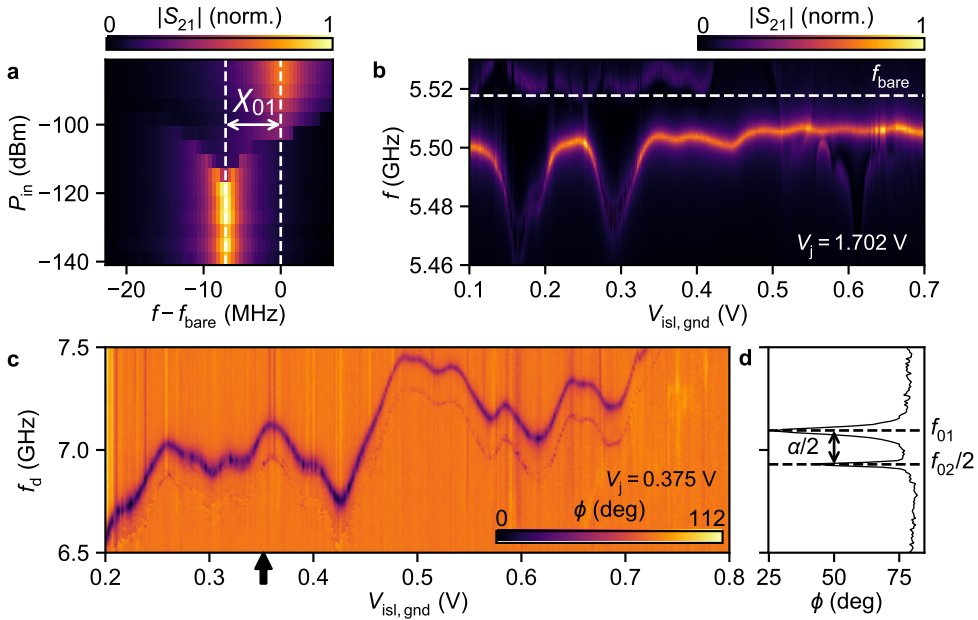 0 |S21| (norm.) 1
0 |S21| (norm.) 1
a
χ01
−100
−120
−140
Pin (dBm)
−20 −10 0
f − fbare (MHz)
b
fbare
5.52
5.50
5.48
5.46
f (GHz)
Vj = 1.702 V
0.1 0.2 0.3 0.4 0.5 0.6 0.7
Visl, gnd (V)
c
7.5
7.0
6.5
fd (GHz)
Vj = 0.375 V
ϕ (deg)
0 112
0.2 0.3 0.4 0.5 0.6 0.7 0.8
Visl, gnd (V)
d
f01
α/2
f02/2
25 50 75
ϕ (deg)